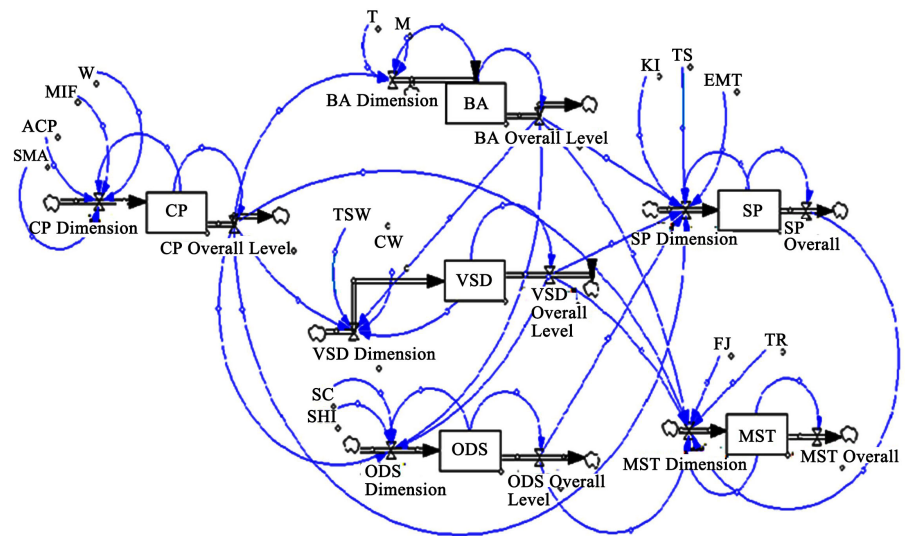 T
M
W
MIF
ACP
SMA
CP
CP Dimension
CP Overall Level
BA Dimension
BA
BA Overall Level
KI
TS
EMT
SP
SP Dimension
SP
Overall
TSW
CW
VSD
VSD
Overall
Level
VSD Dimension
SC
SHI
ODS
ODS
Dimension
ODS Overall
Level
FJ
TR
MST
MST Dimension
MST Overall